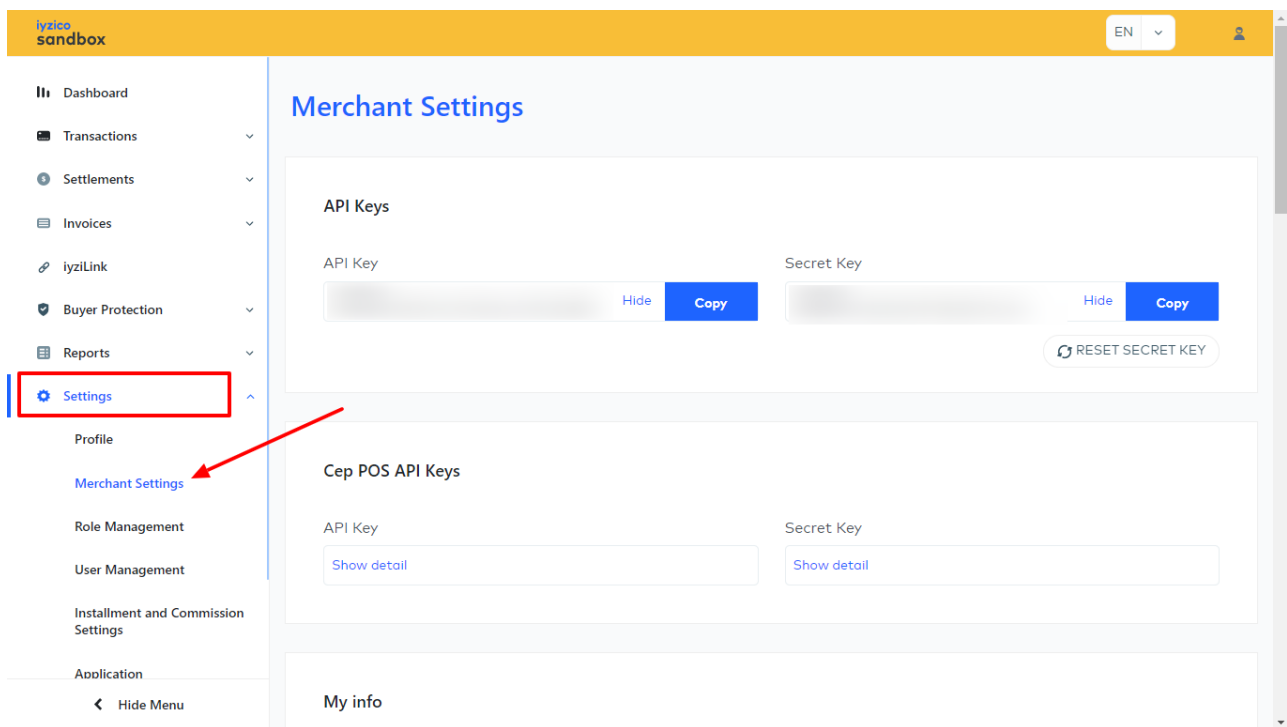 iyzico
sandbox
EN
Dashboard
Transactions
Settlements
Invoices
iyziLink
Buyer Protection
Reports
Settings
Profile
Merchant Settings
Role Management
User Management
Installment and Commission
Settings
Application
Hide Menu
Merchant Settings
API Keys
API Key
Secret Key
Hide
Copy
Hide
Copy
RESET SECRET KEY
Cep POS API Keys
API Key
Secret Key
Show detail
Show detail
My info